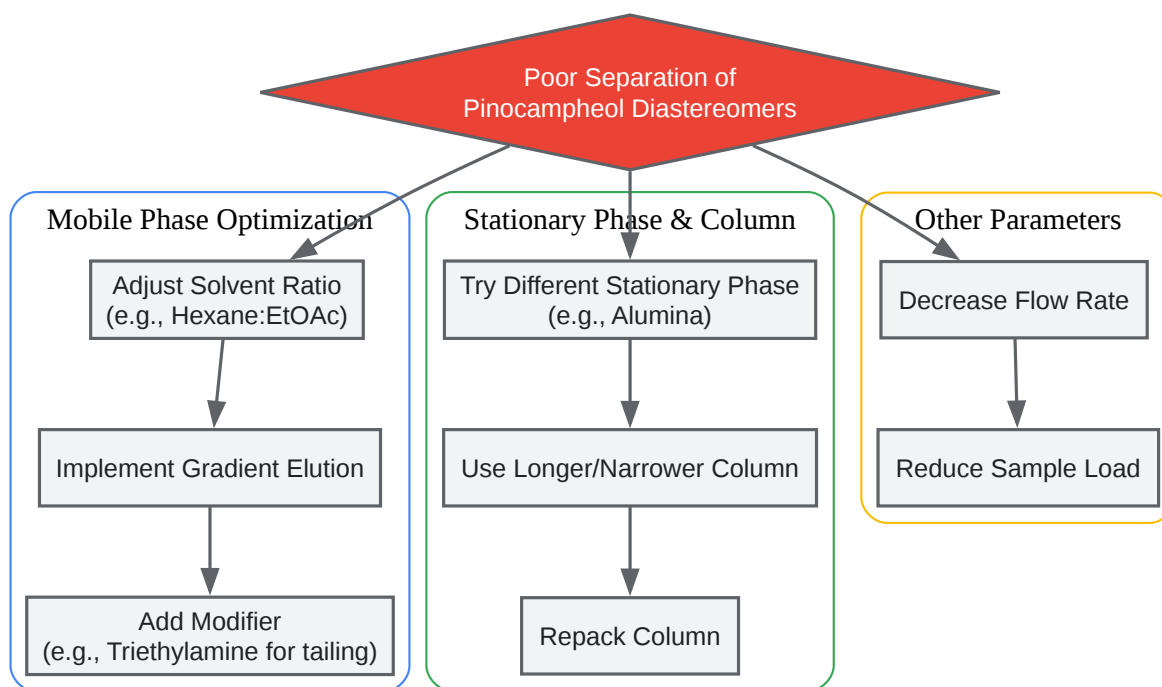 Poor Separation of
Pinocampheol Diastereomers
Mobile Phase Optimization
Adjust Solvent Ratio
(e.g., Hexane:EtOAc)
Implement Gradient Elution
Add Modifier
(e.g., Triethylamine for tailing)
Stationary Phase & Column
Try Different Stationary Phase
(e.g., Alumina)
Use Longer/Narrower Column
Repack Column
Other Parameters
Decrease Flow Rate
Reduce Sample Load